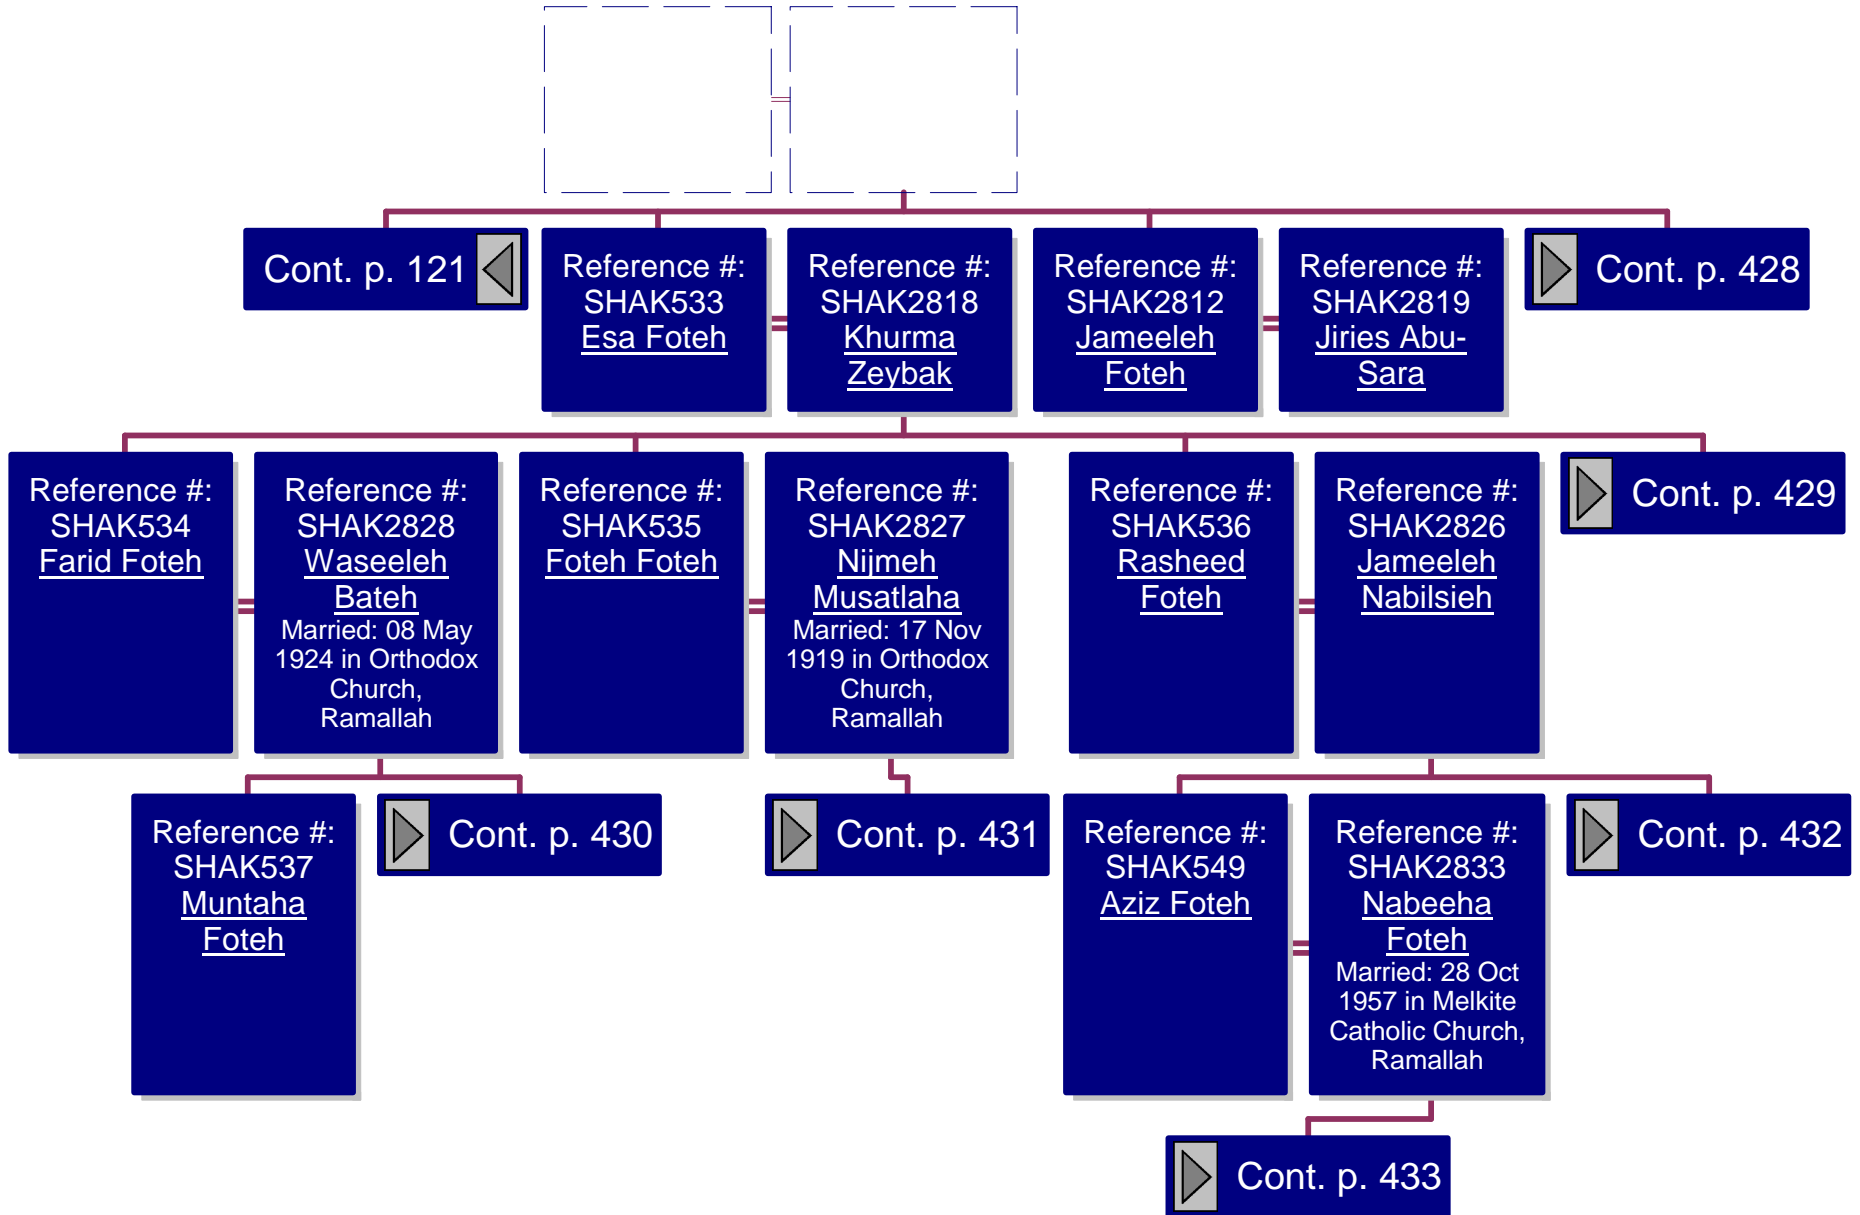 Cont. p. 121
Reference #:
SHAK533
Esa Foteh
Reference #:
SHAK2818
Khurma
Zeybak
Reference #:
SHAK2812
Jameeleh
Foteh
Reference #:
SHAK2819
Jiries Abu-
Sara
Cont. p. 428
Reference #:
SHAK534
Farid Foteh
Reference #:
SHAK2828
Waseeleh
Bateh
Married: 08 May
1924 in Orthodox
Church,
Ramallah
Reference #:
SHAK535
Foteh Foteh
Reference #:
SHAK2827
Nijmeh
Musatlaha
Married: 17 Nov
1919 in Orthodox
Church,
Ramallah
Reference #:
SHAK536
Rasheed
Foteh
Reference #:
SHAK2826
Jameeleh
Nabilsieh
Cont. p. 429
Reference #:
SHAK537
Muntaha
Foteh
Cont. p. 430
Cont. p. 431
Reference #:
SHAK549
Aziz Foteh
Reference #:
SHAK2833
Nabeeha
Foteh
Married: 28 Oct
1957 in Melkite
Catholic Church,
Ramallah
Cont. p. 432
Cont. p. 433